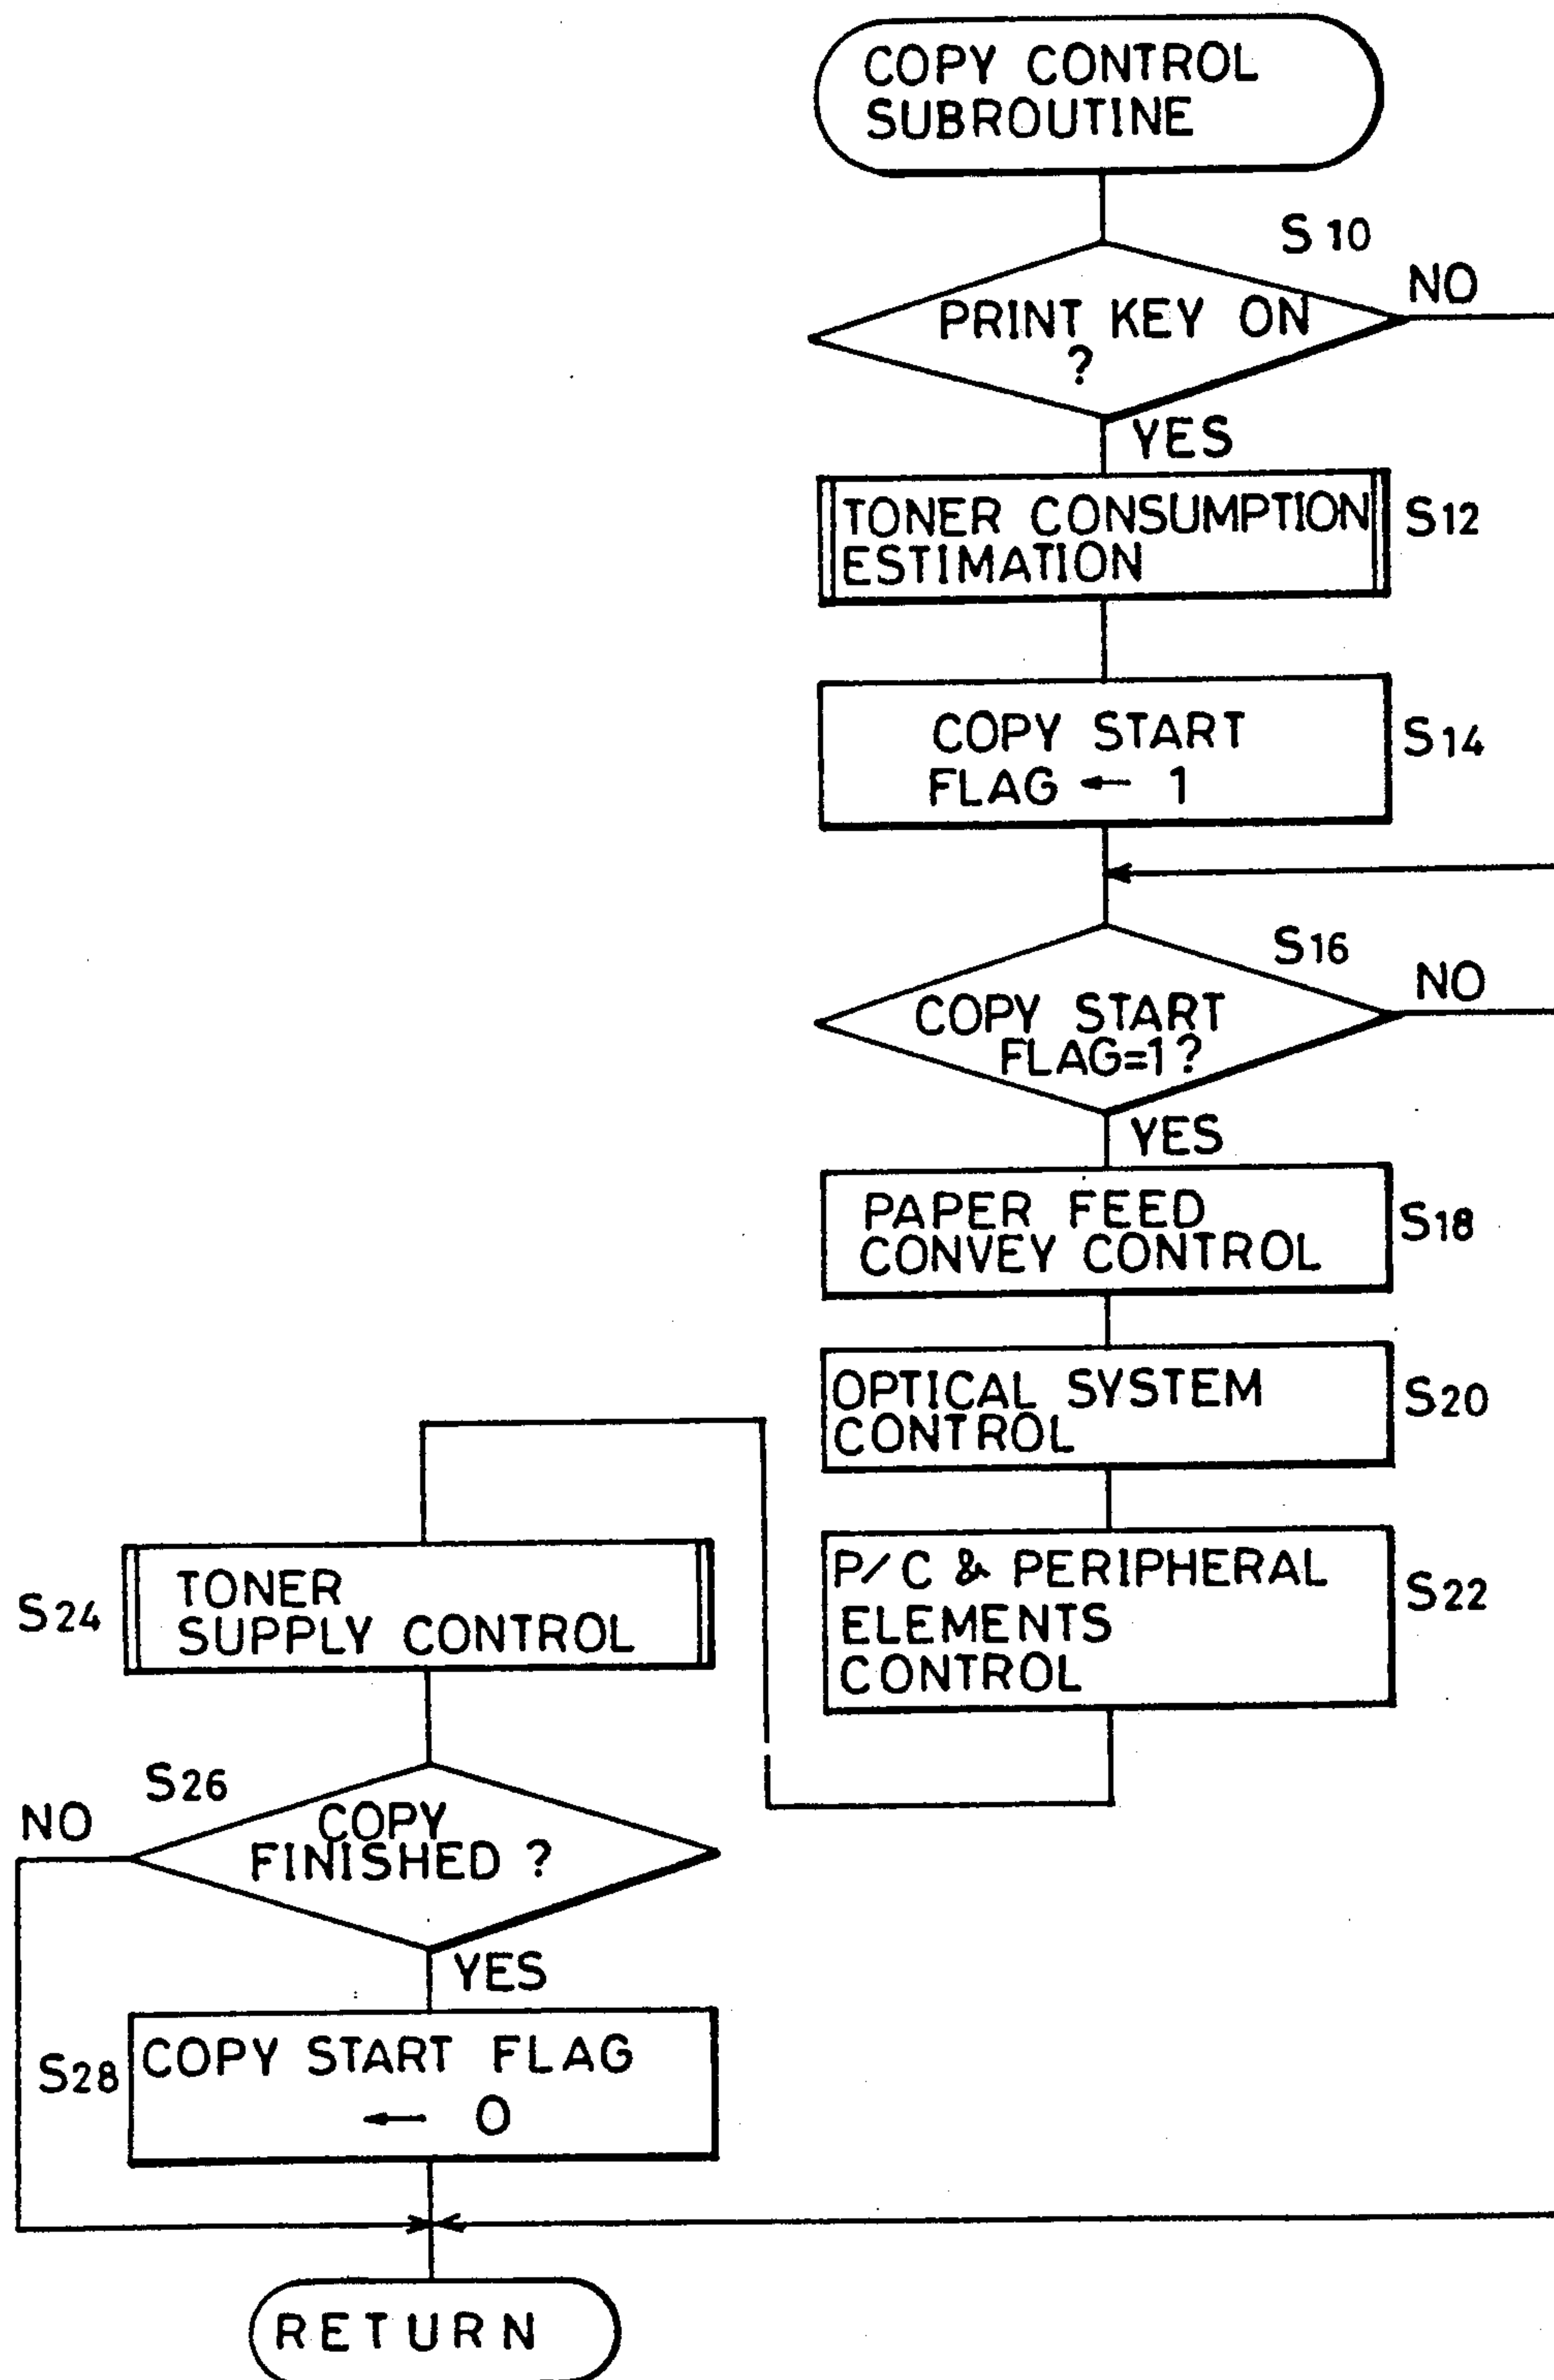 COPY CONTROL
SUBROUTINE
S10
PRINT KEY ON
?
NO
YES
TONER CONSUMPTION
ESTIMATION
S12
COPY START
FLAG ← 1
S14
S16
COPY START
FLAG=1?
NO
YES
PAPER FEED
CONVEY CONTROL
S18
OPTICAL SYSTEM
CONTROL
S20
P/C & PERIPHERAL
ELEMENTS
CONTROL
S22
S24
TONER
SUPPLY CONTROL
S26
NO
COPY
FINISHED ?
YES
S28
COPY START FLAG
← 0
RETURN